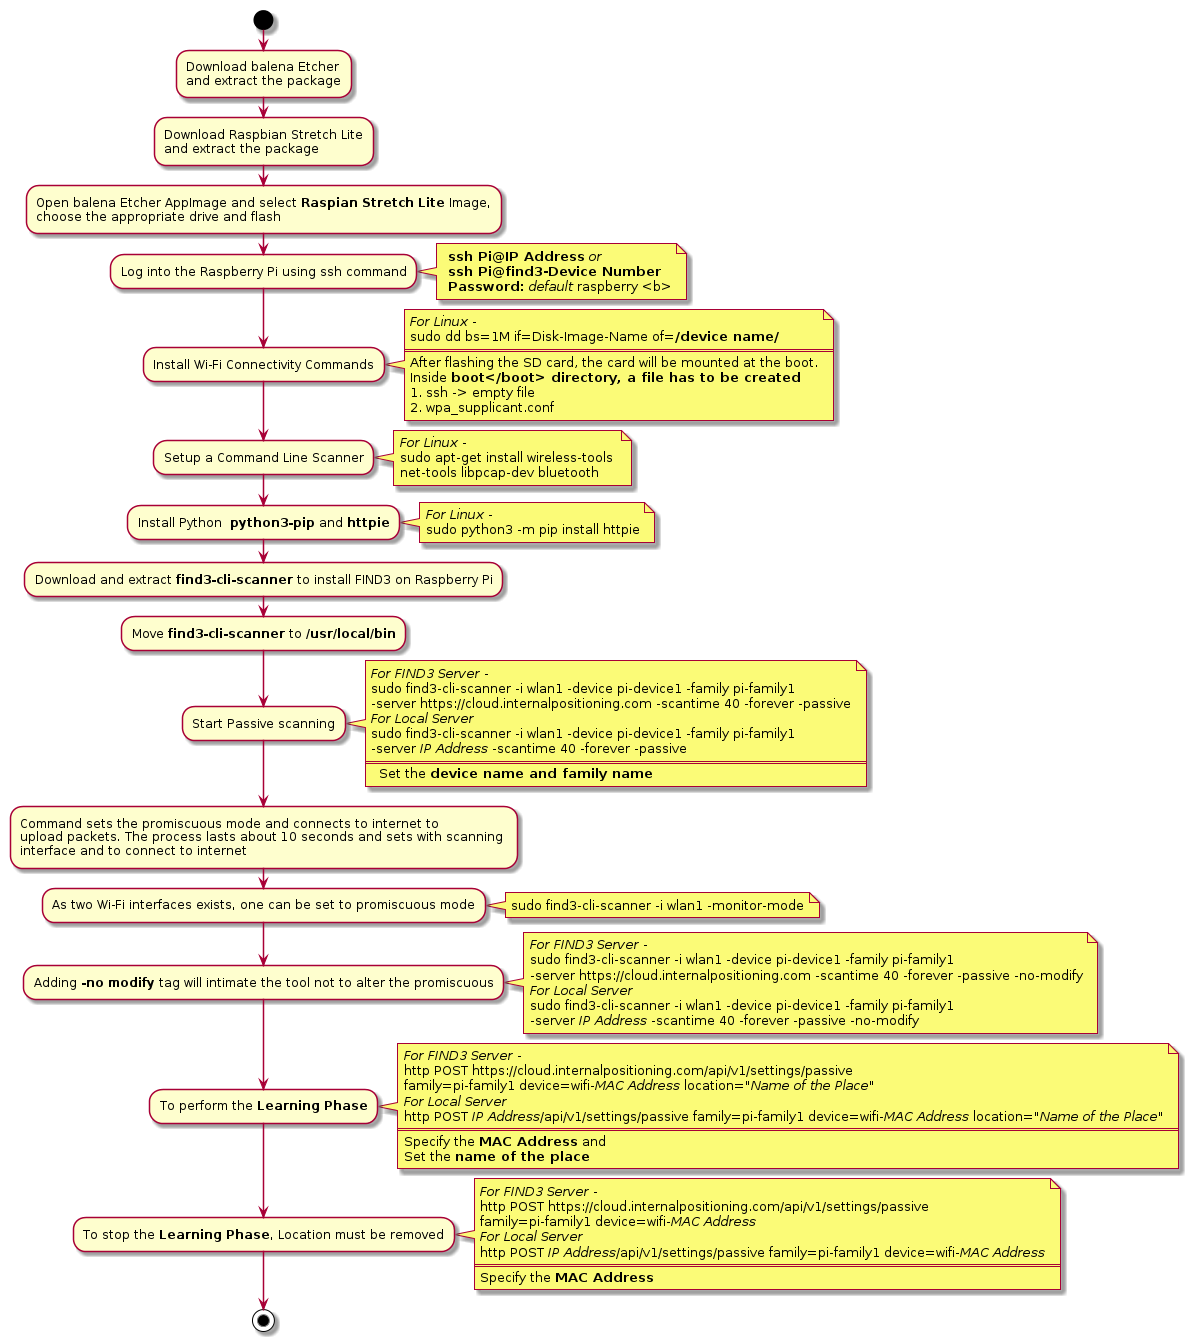 Download balena Etcher
and extract the package
Download Raspbian Stretch Lite
and extract the package
Open balena Etcher AppImage and select Raspian Stretch Lite Image,
choose the appropriate drive and flash
Log into the Raspberry Pi using ssh command
ssh Pi@IP Address or
ssh Pi@find3-Device Number
Password: default raspberry <b>
Install Wi-Fi Connectivity Commands
For Linux -
sudo dd bs=1M if=Disk-Image-Name of=/device name/
After flashing the SD card, the card will be mounted at the boot.
Inside boot</boot> directory, a file has to be created
1. ssh -> empty file
2. wpa_supplicant.conf
Setup a Command Line Scanner
For Linux -
sudo apt-get install wireless-tools
net-tools libpcap-dev bluetooth
Install Python  python3-pip and httpie
For Linux -
sudo python3 -m pip install httpie
Download and extract find3-cli-scanner to install FIND3 on Raspberry Pi
Move find3-cli-scanner to /usr/local/bin
Start Passive scanning
For FIND3 Server -
sudo find3-cli-scanner -i wlan1 -device pi-device1 -family pi-family1
-server https://cloud.internalpositioning.com -scantime 40 -forever -passive
For Local Server
sudo find3-cli-scanner -i wlan1 -device pi-device1 -family pi-family1
-server IP Address -scantime 40 -forever -passive
Set the device name and family name
Command sets the promiscuous mode and connects to internet to
upload packets. The process lasts about 10 seconds and sets with scanning
interface and to connect to internet
As two Wi-Fi interfaces exists, one can be set to promiscuous mode
sudo find3-cli-scanner -i wlan1 -monitor-mode
Adding -no modify tag will intimate the tool not to alter the promiscuous
For FIND3 Server -
sudo find3-cli-scanner -i wlan1 -device pi-device1 -family pi-family1
-server https://cloud.internalpositioning.com -scantime 40 -forever -passive -no-modify
For Local Server
sudo find3-cli-scanner -i wlan1 -device pi-device1 -family pi-family1
-server IP Address -scantime 40 -forever -passive -no-modify
To perform the Learning Phase
For FIND3 Server -
http POST https://cloud.internalpositioning.com/api/v1/settings/passive
family=pi-family1 device=wifi-MAC Address location="Name of the Place"
For Local Server
http POST IP Address/api/v1/settings/passive family=pi-family1 device=wifi-MAC Address location="Name of the Place"
Specify the MAC Address and
Set the name of the place
To stop the Learning Phase, Location must be removed
For FIND3 Server -
http POST https://cloud.internalpositioning.com/api/v1/settings/passive
family=pi-family1 device=wifi-MAC Address
For Local Server
http POST IP Address/api/v1/settings/passive family=pi-family1 device=wifi-MAC Address
Specify the MAC Address